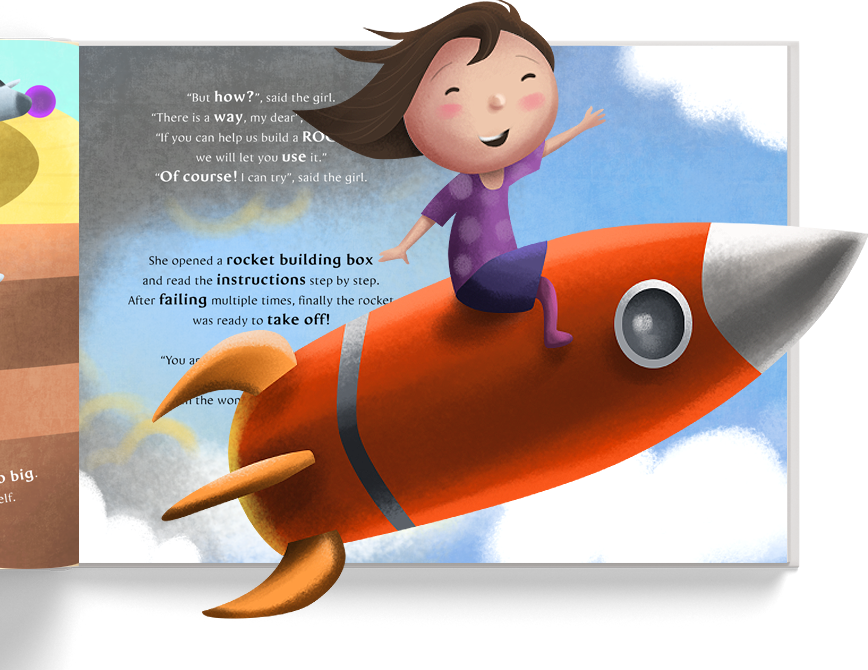 big.
"But how?", said the girl.
"There is a way, my dear",
"If you can help us build a
we will let you use it."
"Of course! I can try", said the girl.
She opened a rocket building box
and read the instructions step by step.
After failing multiple times, finally the rocket
was ready to take off!
"You
the